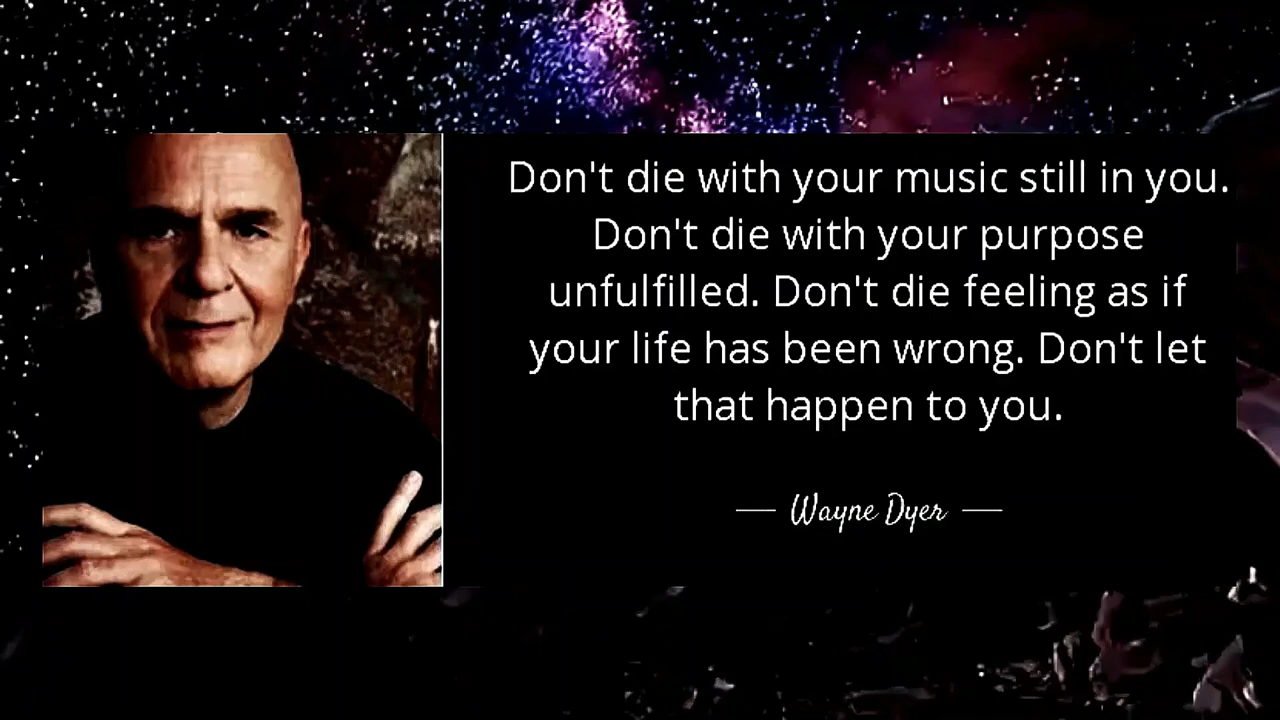 Don't die with your music still in you.
Don't die with your purpose
unfulfilled. Don't die feeling as if
your life has been wrong. Don't let
that happen to you.
— Wayne Dyer —